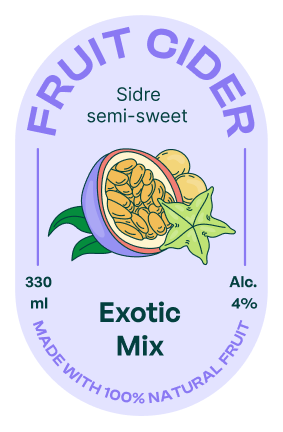 FRUIT CIDER
Sidre
semi-sweet
330
ml
Alc.
4%
Exotic
Mix
MADE WITH 100% NATURAL FRUIT